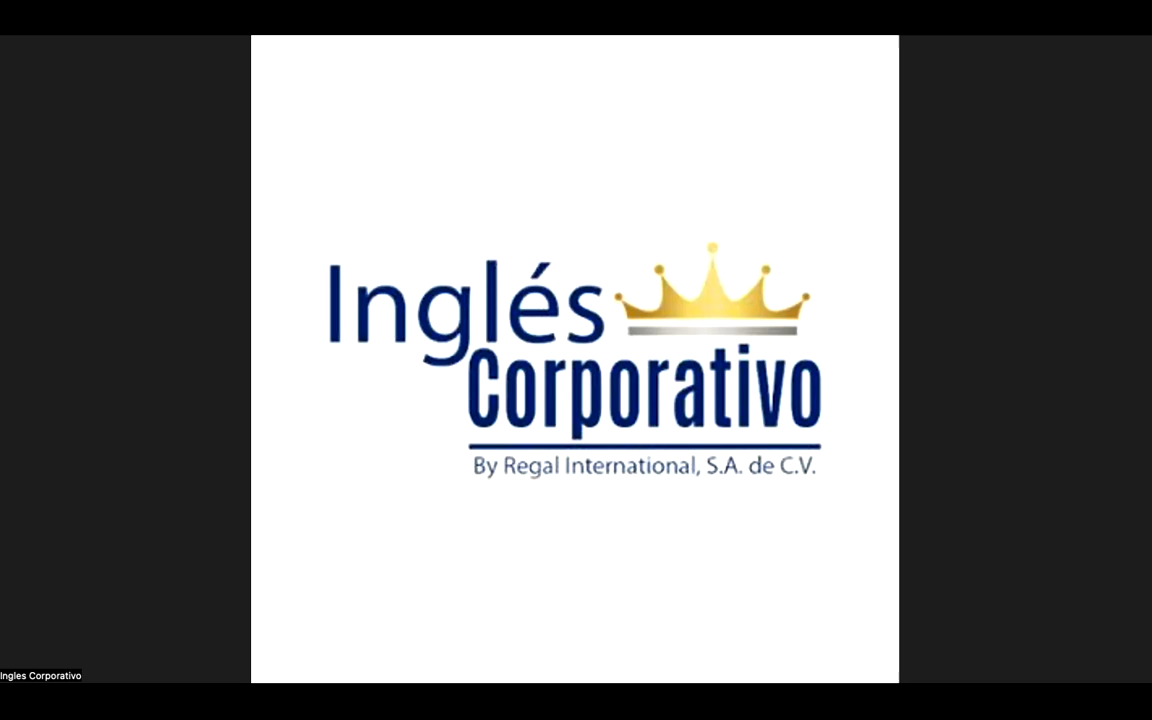 Inglés
Corporativo
By Regal International, S.A. de C.V.
Ingles Corporativo